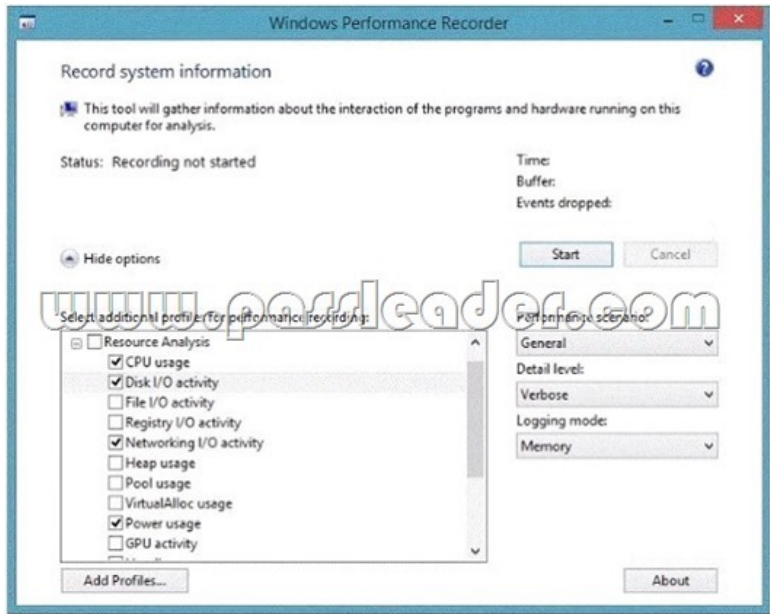 Windows Performance Recorder
Record system information
This tool will gather information about the interaction of the programs and hardware running on this
computer for analysis.
Status: Recording not started
Time:
Buffer:
Events dropped:
Hide options
Start
Cancel
www.passleader.com
Select additional profiles for performance recording:
Resource Analysis
CPU usage
Disk I/O activity
File I/O activity
Registry I/O activity
Networking I/O activity
Heap usage
Pool usage
VirtualAlloc usage
Power usage
GPU activity
Performance scenario:
General
Detail level:
Verbose
Logging mode:
Memory
Add Profiles...
About